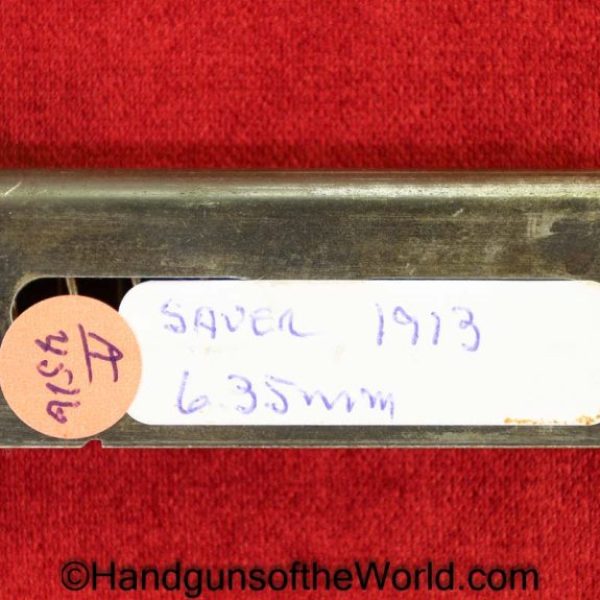 SAUER 1913
6.35mm
A
4516
©HandgunsoftheWorld.com